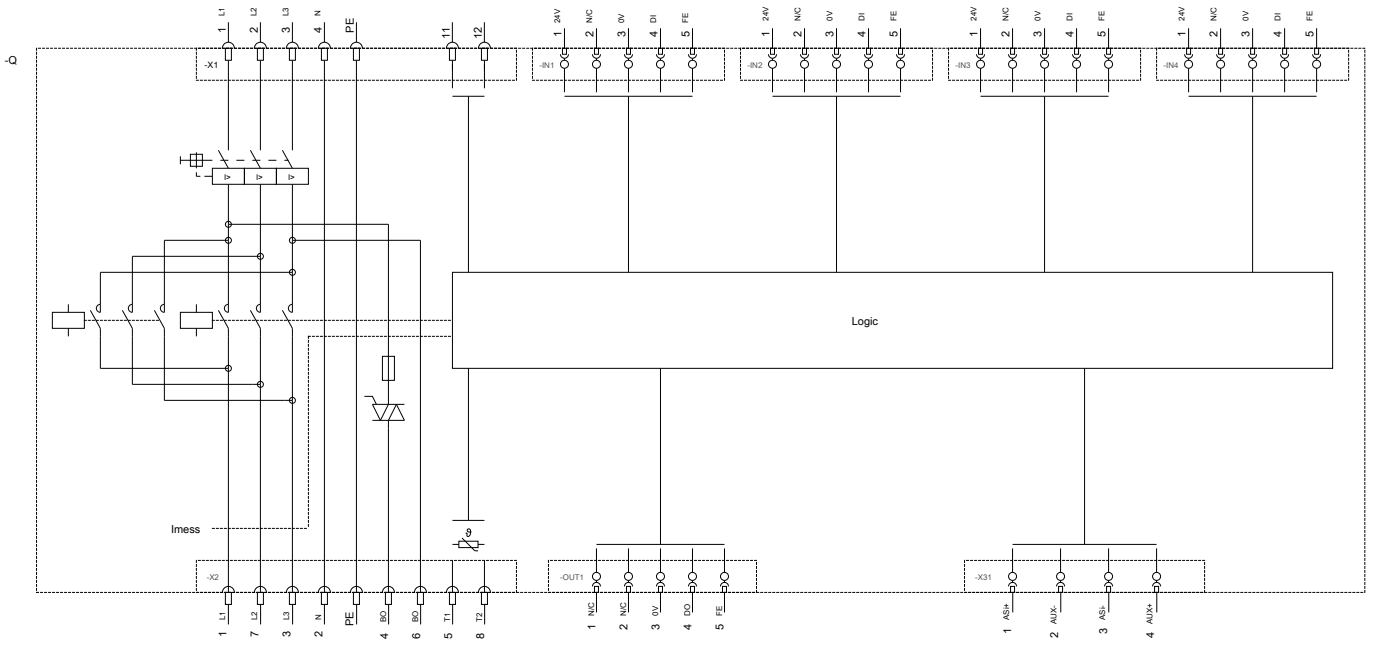 -Q
1 L1
2 L2
3 L3
4 N
PE
11
12
-X1
1 24V
2 N/C
3 0V
4 DI
5 FE
-IN1
1 24V
2 N/C
3 0V
4 DI
5 FE
-IN2
1 24V
2 N/C
3 0V
4 DI
5 FE
-IN3
1 24V
2 N/C
3 0V
4 DI
5 FE
-IN4
I>
I>
I>
Logic
Imess
ϑ
-X2
1 L1
7 L2
3 L3
2 N
PE
4 BO
6 BO
5 T1
8 T2
-OUT1
1 N/C
2 N/C
3 0V
4 DO
5 FE
-X31
1 ASi+
2 AUX-
3 ASi-
4 AUX+